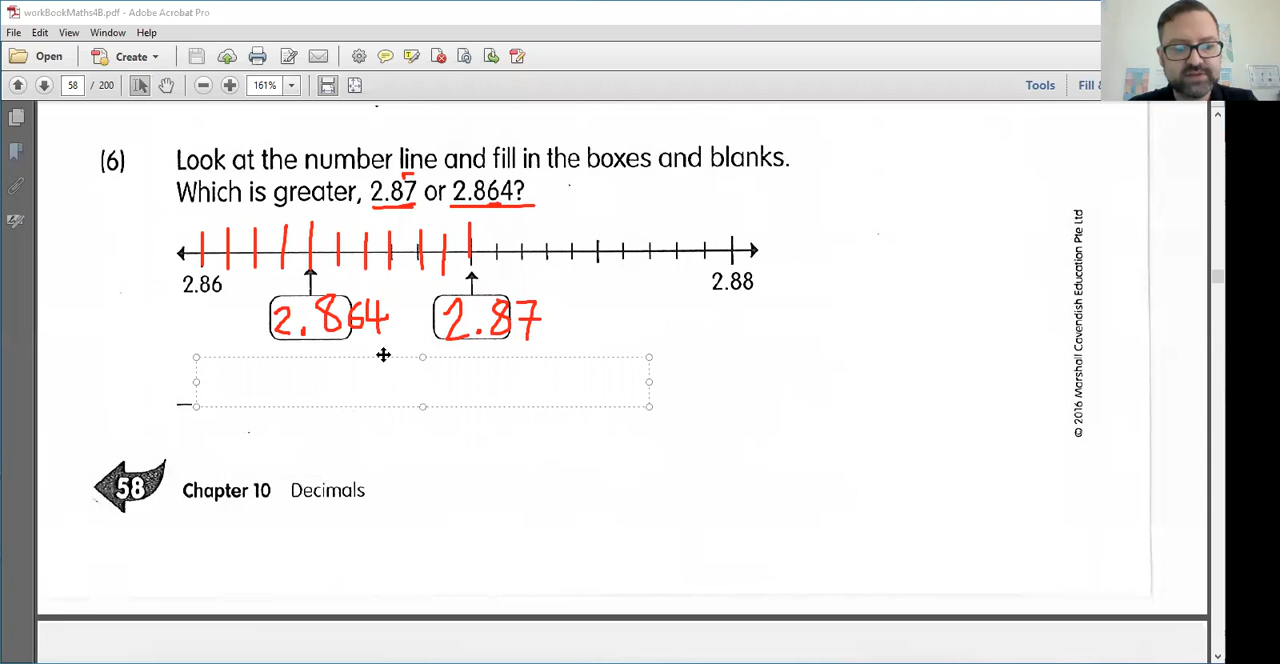 workBookMaths4B.pdf - Adobe Acrobat Pro
File Edit View Window Help
Open Create
58 / 200 161% Tools Fill &
(6) Look at the number line and fill in the boxes and blanks.
Which is greater, 2.87 or 2.864?
2.86 2.88
2.864 2.87
58 Chapter 10 Decimals
© 2016 Marshall Cavendish Education Pte Ltd